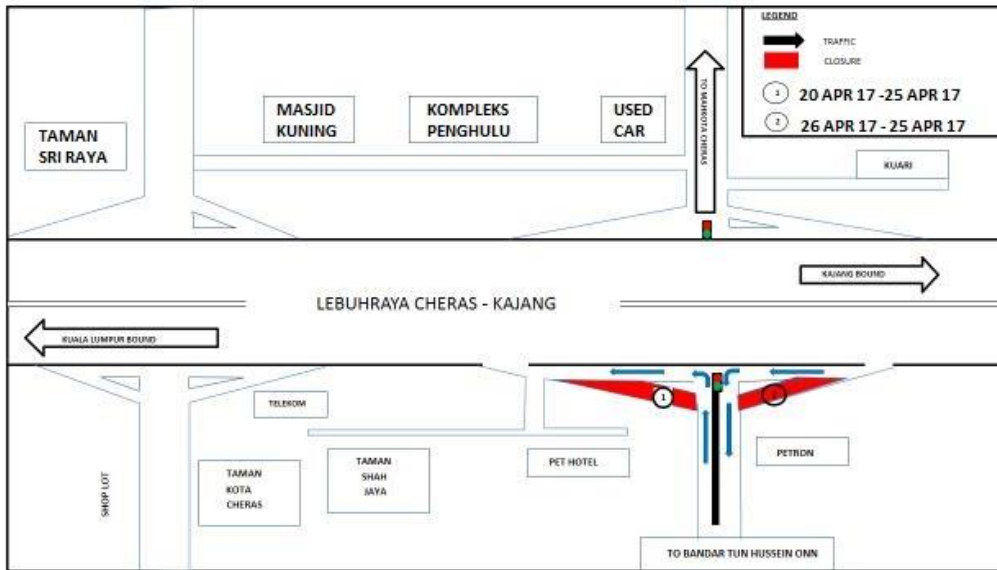 LEGEND
TRAFFIC
CLOSURE
1 20 APR 17 -25 APR 17
2 26 APR 17 - 25 APR 17
TAMAN
SRI RAYA
MASJID
KUNING
KOMPLEKS
PENGHULU
USED
CAR
TO MAHKOTA CHERAS
KUARI
KAJANG BOUND
LEBUHRAYA CHERAS - KAJANG
KUALA LUMPUR BOUND
1
2
TELEKOM
SHOP LOT
TAMAN
KOTA
CHERAS
TAMAN
SHAH
JAYA
PET HOTEL
PETRON
TO BANDAR TUN HUSSEIN ONN